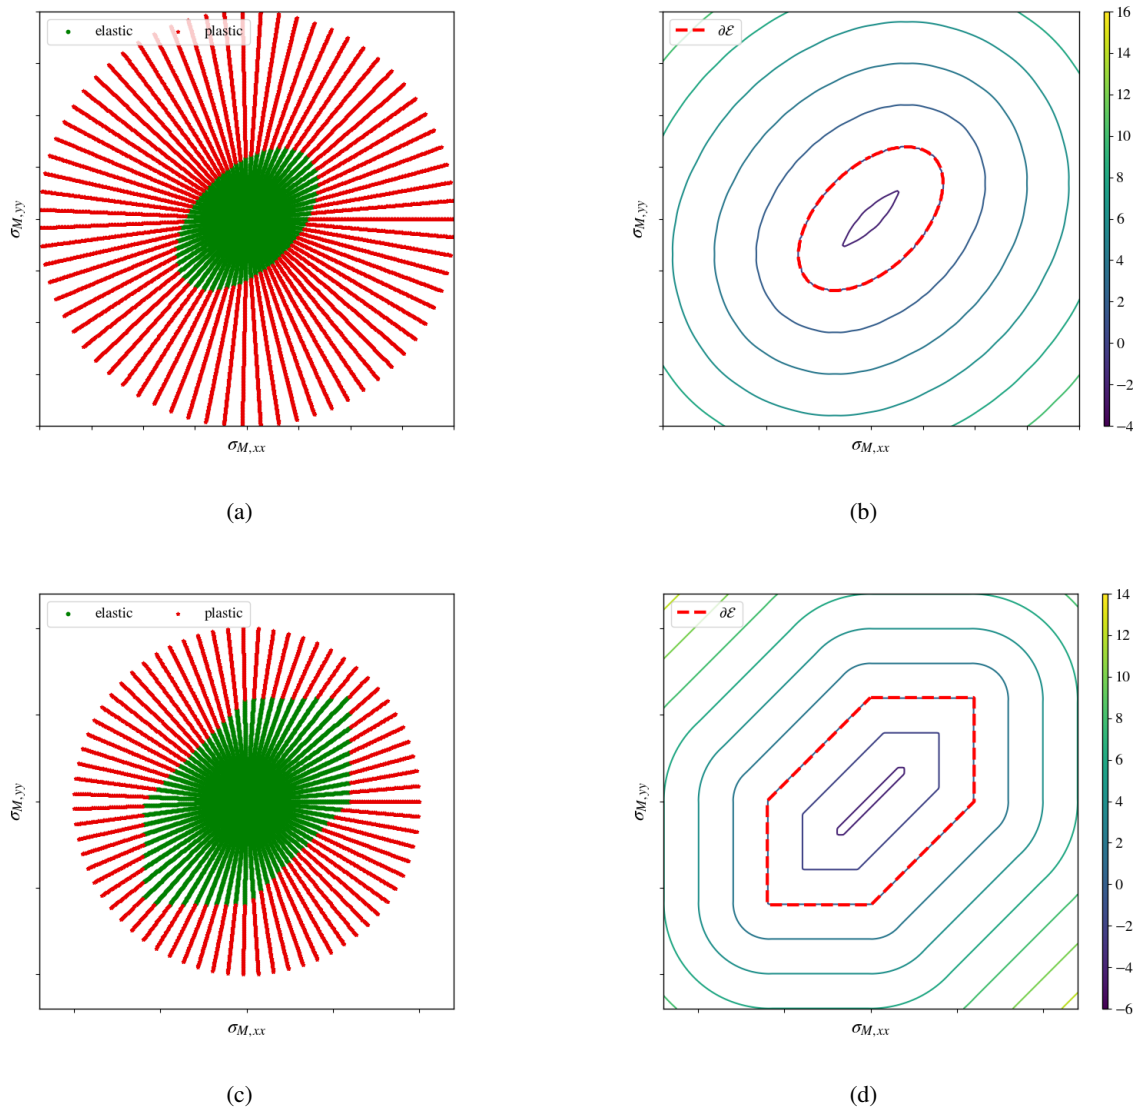 elastic plastic
σ_{M,yy}
σ_{M,xx}
(a)
∂ℰ
σ_{M,yy}
σ_{M,xx}
16
14
12
10
8
6
4
2
0
−2
−4
(b)
elastic plastic
σ_{M,yy}
σ_{M,xx}
(c)
∂ℰ
σ_{M,yy}
σ_{M,xx}
14
12
10
8
6
4
2
0
−2
−4
−6
(d)